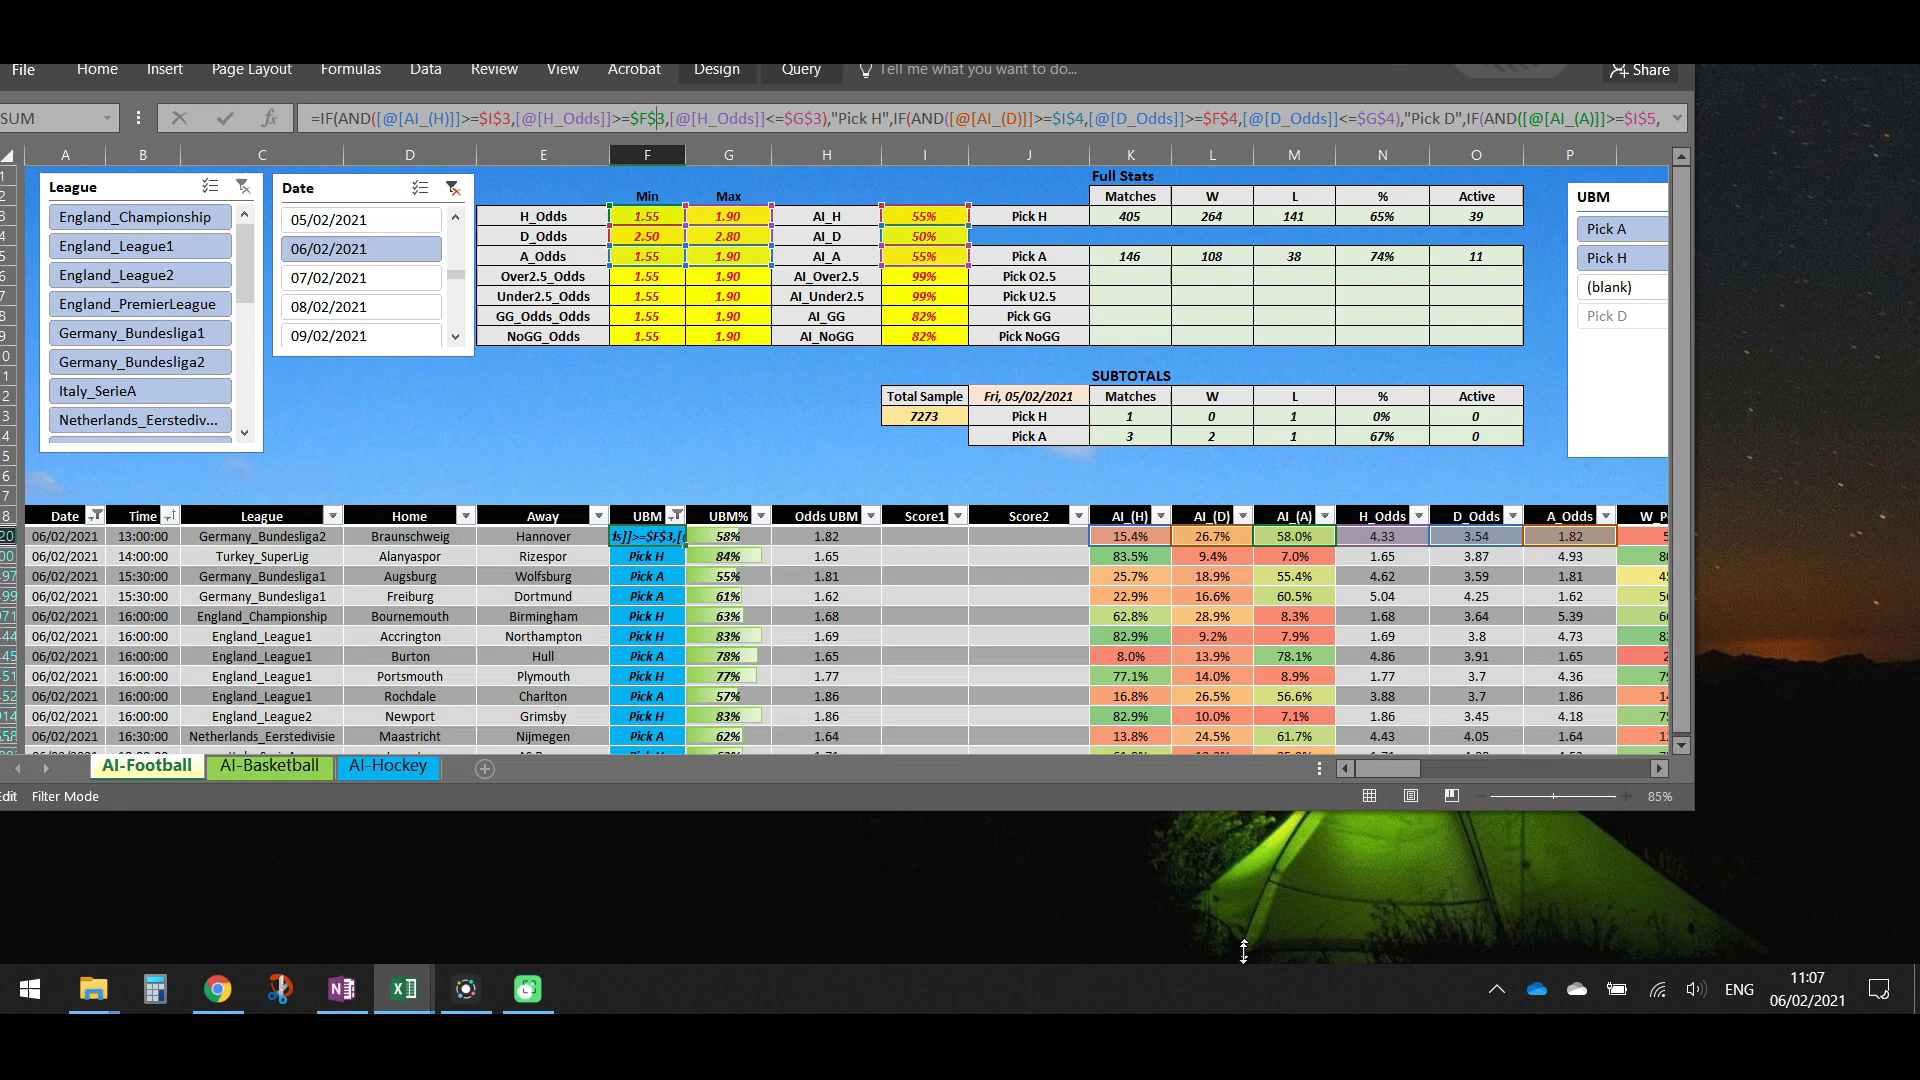 File Home Insert Page Layout Formulas Data Review View Acrobat Design Query Tell me what you want to do... Share
SUM =IF(AND([@[AI_(H)]]>=$I$3,[@[H_Odds]]>=$F$3,[@[H_Odds]]<=$G$3),"Pick H",IF(AND([@[AI_(D)]]>=$I$4,[@[D_Odds]]>=$F$4,[@[D_Odds]]<=$G$4),"Pick D",IF(AND([@[AI_(A)]]>=$I$5,
A B C D E F G H I J K L M N O P
League
England_Championship
England_League1
England_League2
England_PremierLeague
Germany_Bundesliga1
Germany_Bundesliga2
Italy_SerieA
Netherlands_Eerstediv...
Date
05/02/2021
06/02/2021
07/02/2021
08/02/2021
09/02/2021
Full Stats
Min Max Matches W L % Active
H_Odds 1.55 1.90 AI_H 55% Pick H 405 264 141 65% 39
D_Odds 2.50 2.80 AI_D 50%
A_Odds 1.55 1.90 AI_A 55% Pick A 146 108 38 74% 11
Over2.5_Odds 1.55 1.90 AI_Over2.5 99% Pick O2.5
Under2.5_Odds 1.55 1.90 AI_Under2.5 99% Pick U2.5
GG_Odds_Odds 1.55 1.90 AI_GG 82% Pick GG
NoGG_Odds 1.55 1.90 AI_NoGG 82% Pick NoGG
SUBTOTALS
Total Sample Fri, 05/02/2021 Matches W L % Active
7273 Pick H 1 0 1 0% 0
Pick A 3 2 1 67% 0
UBM
Pick A
Pick H
(blank)
Pick D
Date Time League Home Away UBM UBM% Odds UBM Score1 Score2 AI_(H) AI_(D) AI_(A) H_Odds D_Odds A_Odds
06/02/2021 13:00:00 Germany_Bundesliga2 Braunschweig Hannover ls]]>=$F$3,[ 58% 1.82 15.4% 26.7% 58.0% 4.33 3.54 1.82
06/02/2021 14:00:00 Turkey_SuperLig Alanyaspor Rizespor Pick H 84% 1.65 83.5% 9.4% 7.0% 1.65 3.87 4.93
06/02/2021 15:30:00 Germany_Bundesliga1 Augsburg Wolfsburg Pick A 55% 1.81 25.7% 18.9% 55.4% 4.62 3.59 1.81
06/02/2021 15:30:00 Germany_Bundesliga1 Freiburg Dortmund Pick A 61% 1.62 22.9% 16.6% 60.5% 5.04 4.25 1.62
06/02/2021 16:00:00 England_Championship Bournemouth Birmingham Pick H 63% 1.68 62.8% 28.9% 8.3% 1.68 3.64 5.39
06/02/2021 16:00:00 England_League1 Accrington Northampton Pick H 83% 1.69 82.9% 9.2% 7.9% 1.69 3.8 4.73
06/02/2021 16:00:00 England_League1 Burton Hull Pick A 78% 1.65 8.0% 13.9% 78.1% 4.86 3.91 1.65
06/02/2021 16:00:00 England_League1 Portsmouth Plymouth Pick H 77% 1.77 77.1% 14.0% 8.9% 1.77 3.7 4.36
06/02/2021 16:00:00 England_League1 Rochdale Charlton Pick A 57% 1.86 16.8% 26.5% 56.6% 3.88 3.7 1.86
06/02/2021 16:00:00 England_League2 Newport Grimsby Pick H 83% 1.86 82.9% 10.0% 7.1% 1.86 3.45 4.18
06/02/2021 16:30:00 Netherlands_Eerstedivisie Maastricht Nijmegen Pick A 62% 1.64 13.8% 24.5% 61.7% 4.43 4.05 1.64
AI-Football AI-Basketball AI-Hockey
Filter Mode 85%
ENG 11:07
06/02/2021